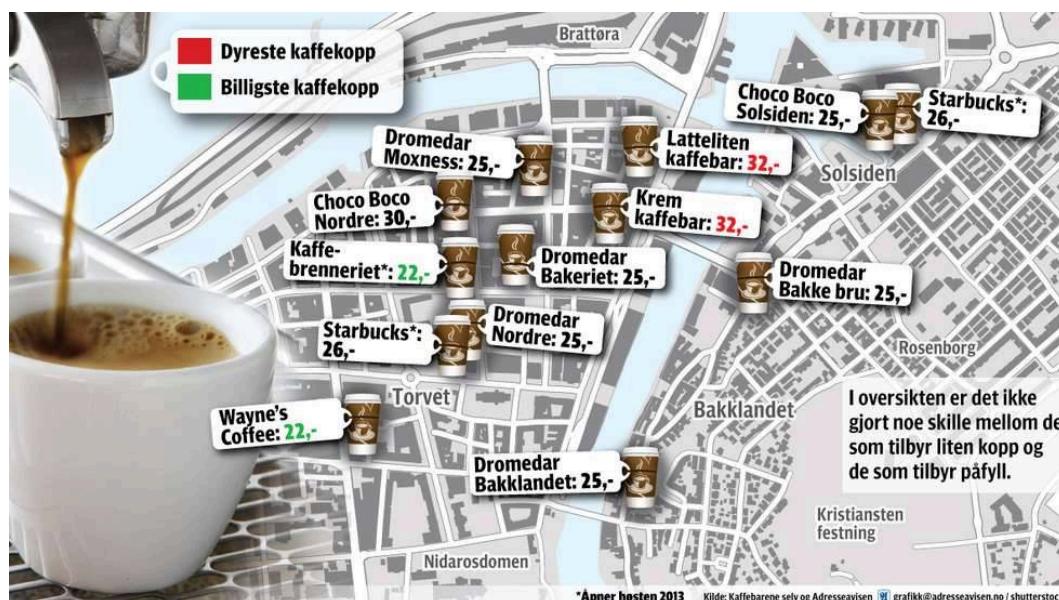 Dyreste kaffekopp
Billigste kaffekopp
Brattøra
Choco Boco
Solsiden: 25,-
Starbucks*:
26,-
Dromedar
Moxness: 25,-
Latteliten
kaffebar: 32,-
Solsiden
Choco Boco
Nordre: 30,-
Krem
kaffebar: 32,-
Kaffe-
brenneriet*: 22,-
Dromedar
Bakeriet: 25,-
Dromedar
Bakke bru: 25,-
Starbucks*:
26,-
Dromedar
Nordre: 25,-
Rosenborg
Torvet
Wayne's
Coffee: 22,-
Bakklandet
I oversikten er det ikke
gjort noe skille mellom de
som tilbyr liten kopp og
de som tilbyr påfyll.
Dromedar
Bakklandet: 25,-
Kristiansten
festning
Nidarosdomen
*Åpner høsten 2013
Kilde: Kaffebarene selv og Adresseavisen grafikk@adresseavisen.no / shutterstoc